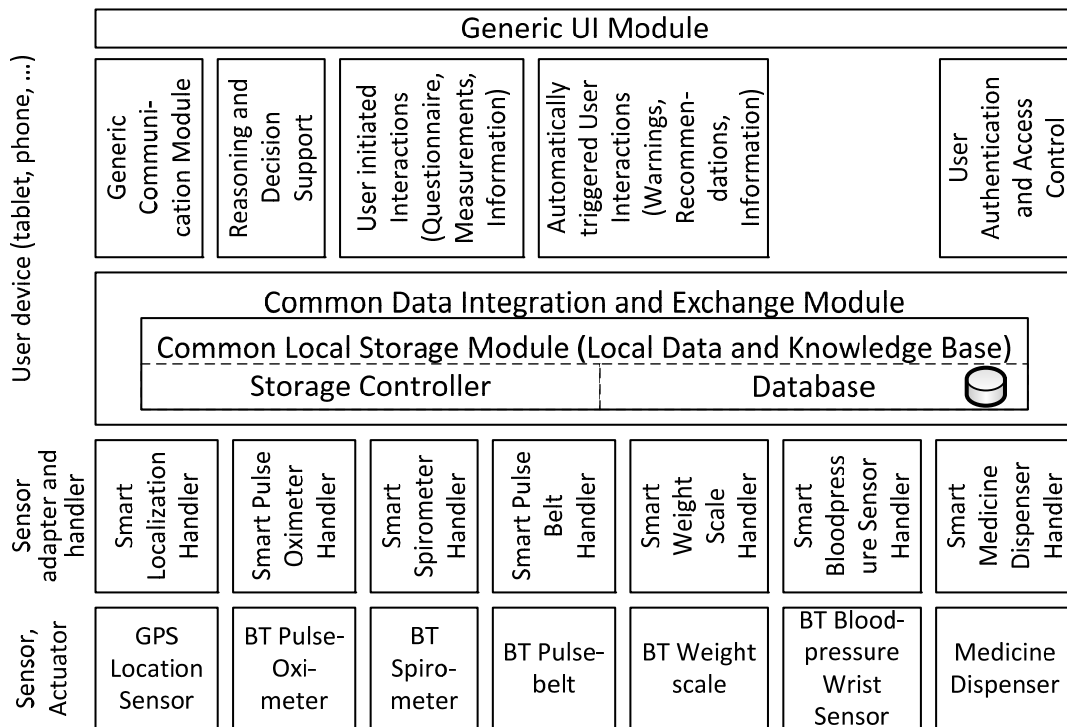 Generic UI Module
User device (tablet, phone, ...)
Generic
Communi-
cation Module
Reasoning and
Decision
Support
User initiated
Interactions
(Questionnaire,
Measurements,
Information)
Automatically
triggered User
Interactions
(Warnings,
Recommen-
dations,
Information)
User
Authentication
and Access
Control
Common Data Integration and Exchange Module
Common Local Storage Module (Local Data and Knowledge Base)
Storage Controller
Database
Sensor
adapter and
handler
Smart
Localization
Handler
Smart Pulse
Oximeter
Handler
Smart
Spirometer
Handler
Smart Pulse
Belt
Handler
Smart
Weight
Scale
Handler
Smart
Bloodpress
ure Sensor
Handler
Smart
Medicine
Dispenser
Handler
Sensor,
Actuator
GPS
Location
Sensor
BT Pulse-
Oxi-
meter
BT
Spiro-
meter
BT Pulse-
belt
BT Weight
scale
BT Blood-
pressure
Wrist
Sensor
Medicine
Dispenser